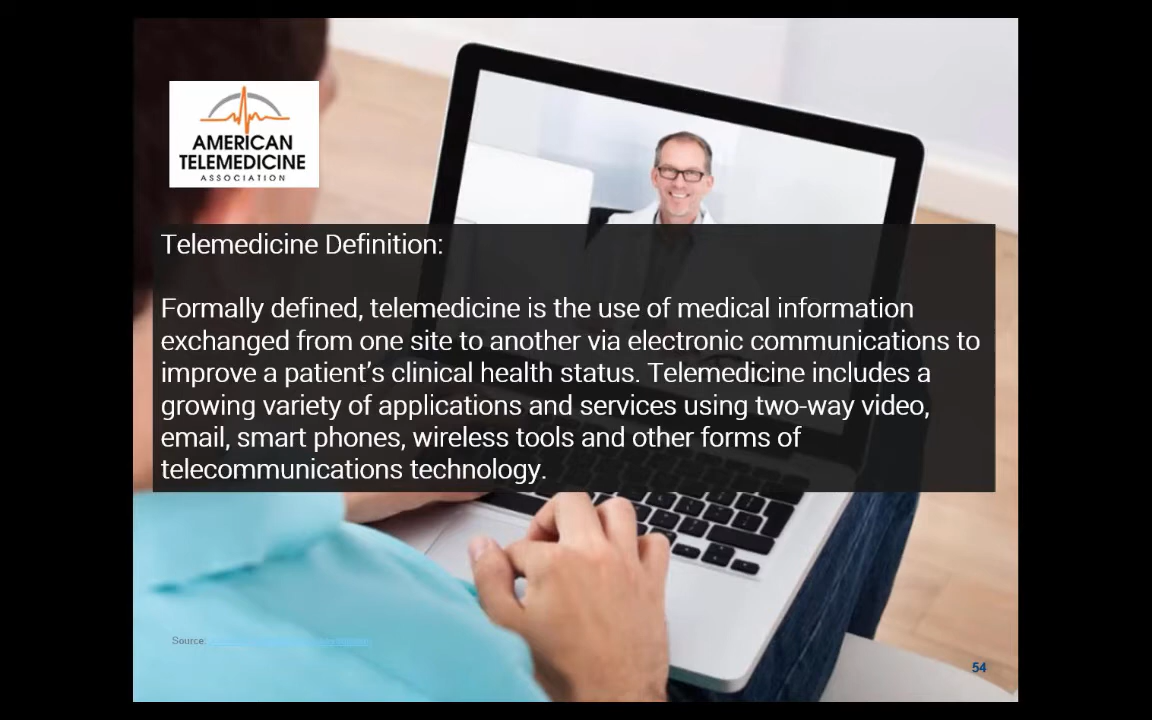 AMERICAN
TELEMEDICINE
ASSOCIATION
Telemedicine Definition:
Formally defined, telemedicine is the use of medical information
exchanged from one site to another via electronic communications to
improve a patient’s clinical health status. Telemedicine includes a
growing variety of applications and services using two-way video,
email, smart phones, wireless tools and other forms of
telecommunications technology.
Source:
54